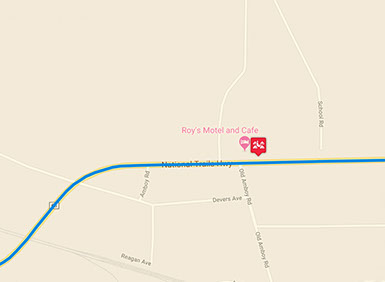 School Rd
Roy's Motel and Cafe
National Trails Hwy
Amboy Rd
Old Amboy Rd
Devers Ave
Old Amboy Rd
Reagan Ave